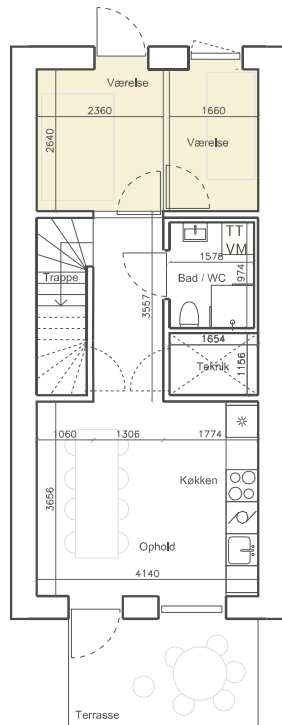 Værelse
2360
1660
2640
Værelse
TT
VM
1578
Trappe
Bad / WC
1974
3557
1654
Teknik
1156
1060
1306
1774
3656
Køkken
Ophold
4140
Terrasse